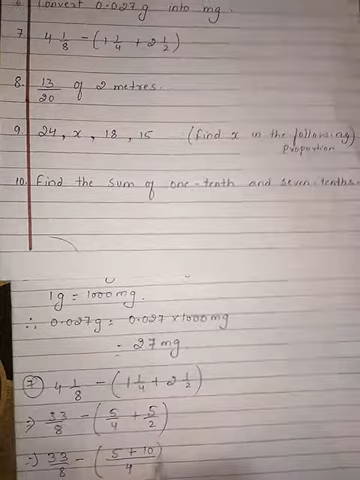 6. Convert 0.027g into mg.
7. 4 1/8 - (1 1/4 + 2 1/2)
8. 13/20 of 2 metres.
9. 24, x, 18, 15 (find x in the following)
Proportion
10. Find the sum of one-tenth and seven-tenths.
1g = 1000mg.
∴ 0.027g = 0.027 × 1000mg
= 27mg.
⑦ 4 1/8 - (1 1/4 + 2 1/2)
⇒ 33/8 - (5/4 + 5/2)
⇒ 33/8 - (5 + 10/4)